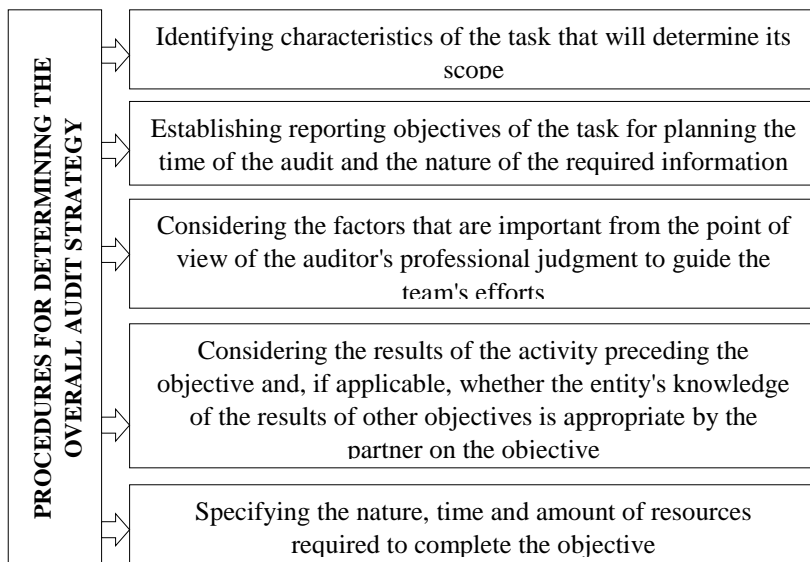 PROCEDURES FOR DETERMINING THE
OVERALL AUDIT STRATEGY
Identifying characteristics of the task that will determine its
scope
Establishing reporting objectives of the task for planning the
time of the audit and the nature of the required information
Considering the factors that are important from the point of
view of the auditor's professional judgment to guide the
team's efforts
Considering the results of the activity preceding the
objective and, if applicable, whether the entity's knowledge
of the results of other objectives is appropriate by the
partner on the objective
Specifying the nature, time and amount of resources
required to complete the objective